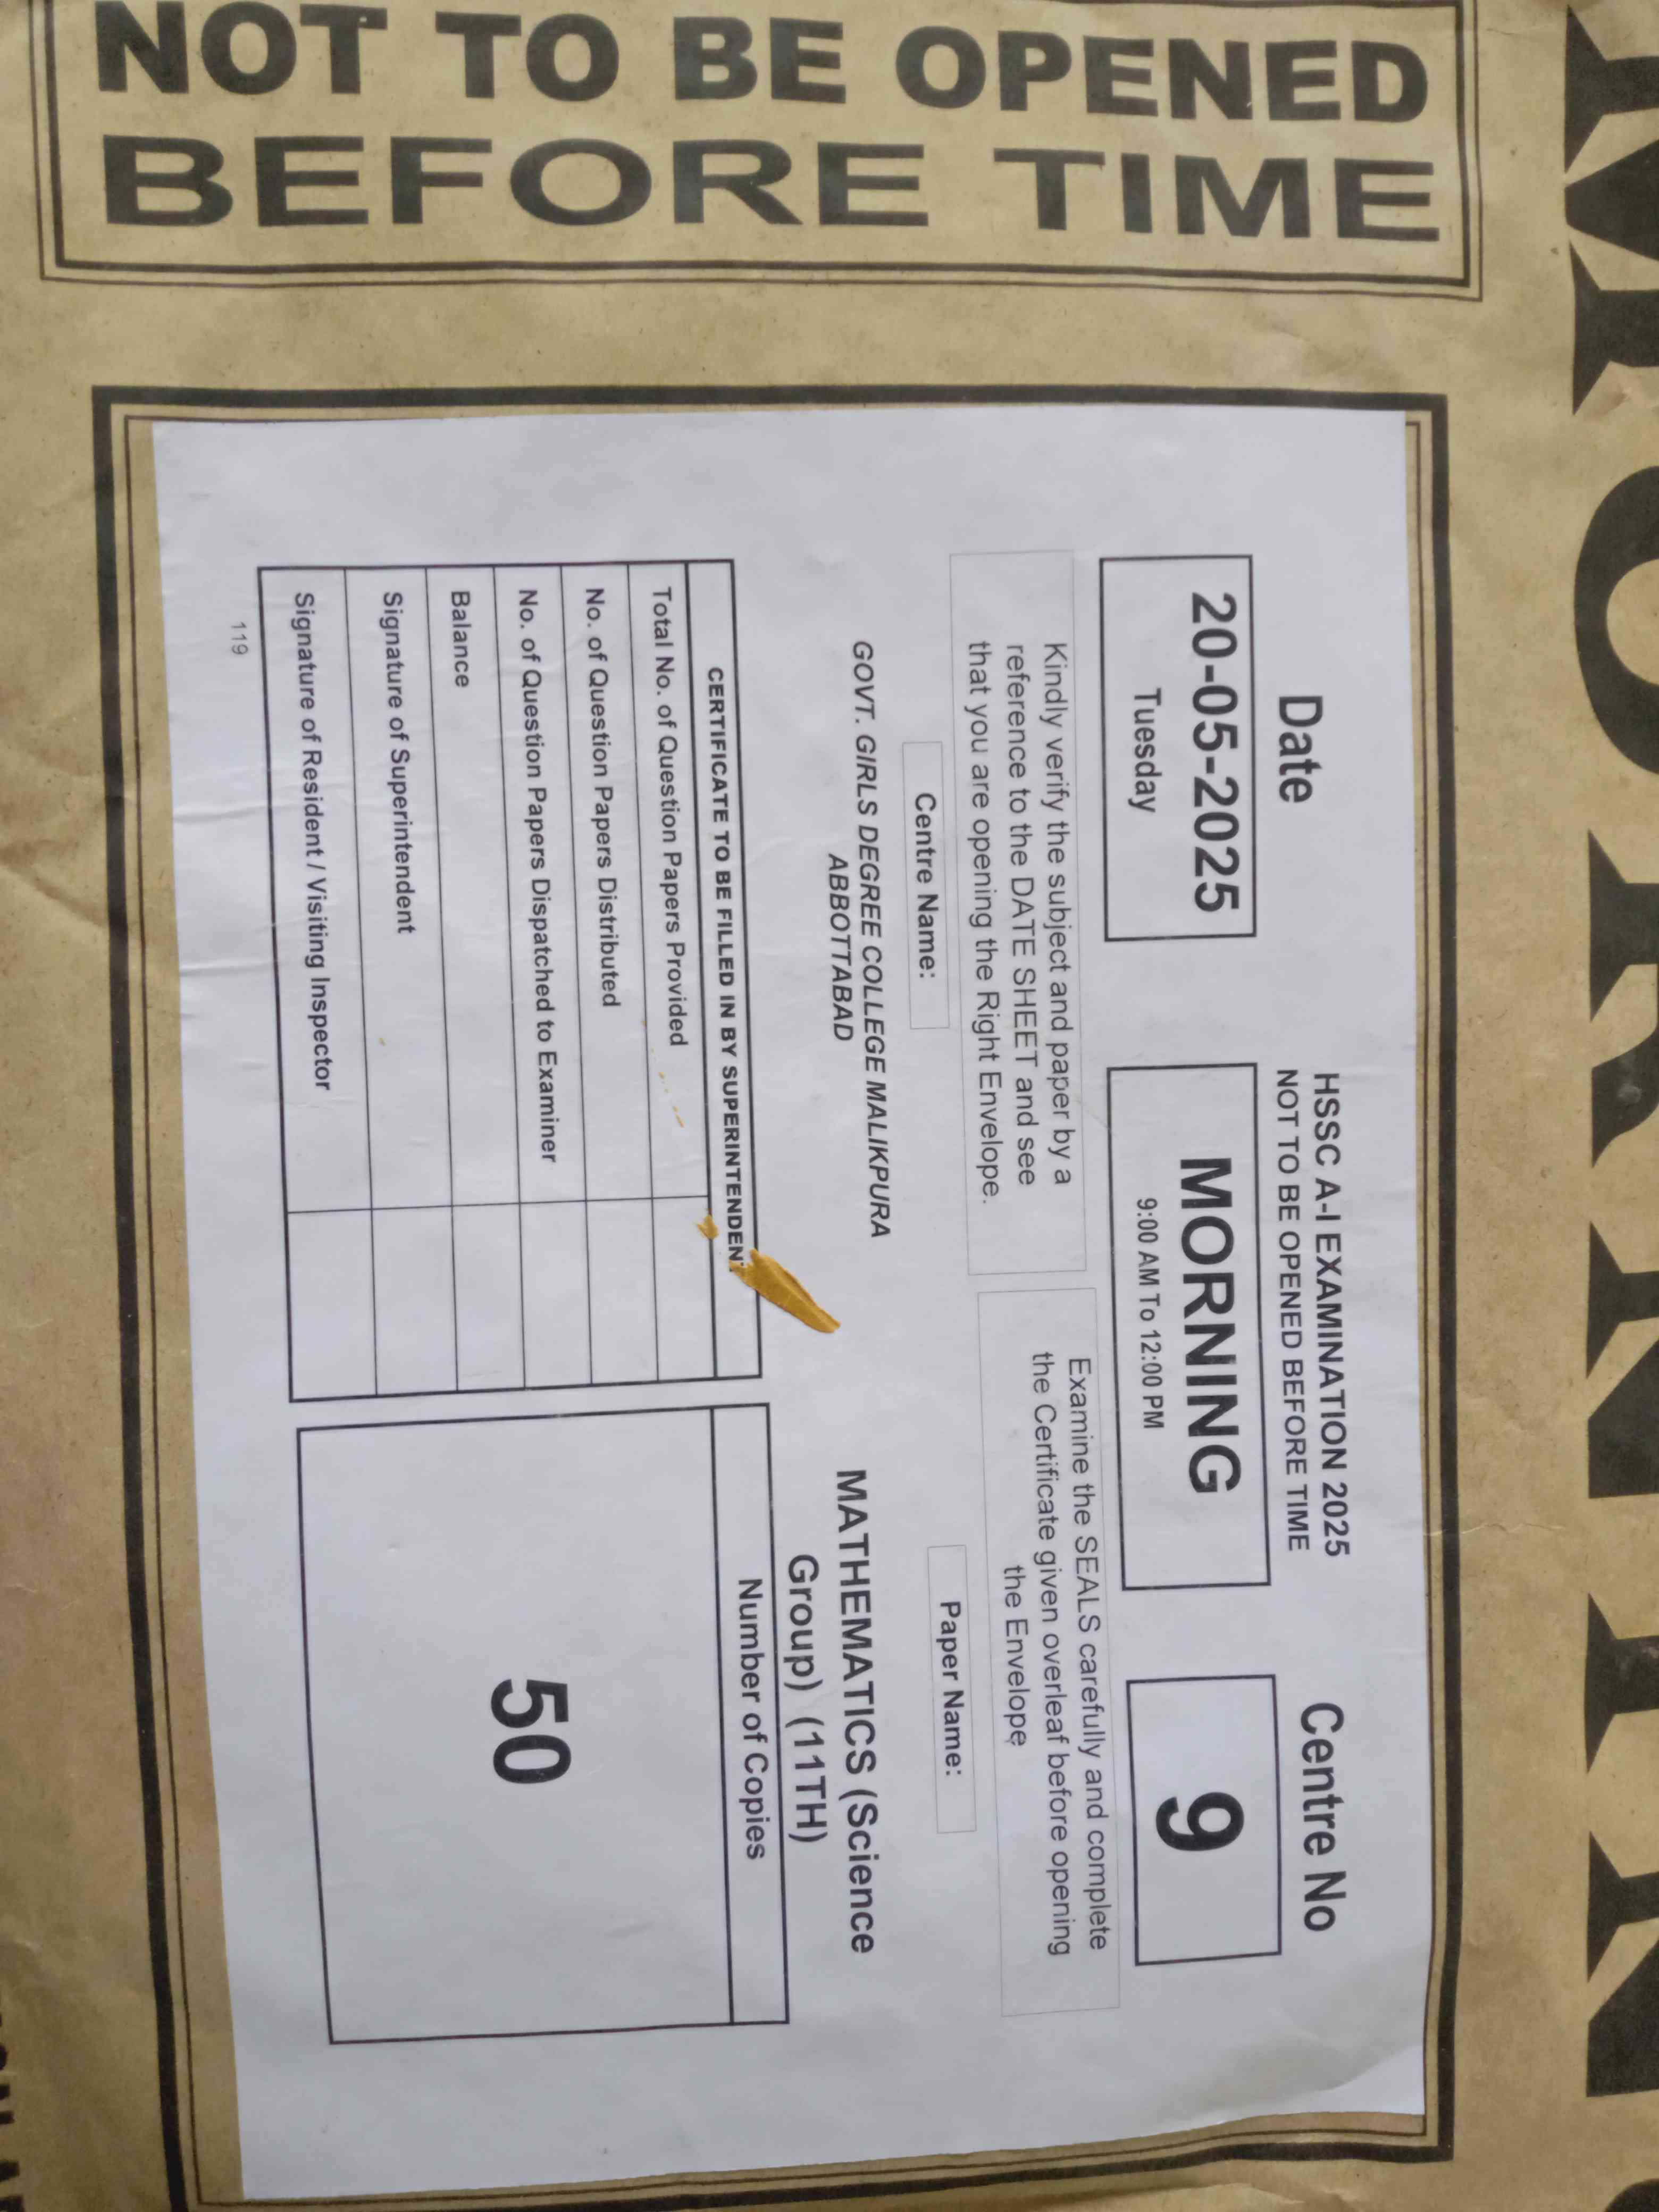 NOT TO BE OPENED
BEFORE TIME
Date
20-05-2025
Tuesday
HSSC A-I EXAMINATION 2025
NOT TO BE OPENED BEFORE TIME
MORNING
9:00 AM To 12:00 PM
Centre No
9
Kindly verify the subject and paper by a
reference to the DATE SHEET and see
that you are opening the Right Envelope.
Examine the SEALS carefully and complete
the Certificate given overleaf before opening
the Envelope
Centre Name:
GOVT. GIRLS DEGREE COLLEGE MALIKPURA
ABBOTTABAD
Paper Name:
MATHEMATICS (Science
Group) (11TH)
CERTIFICATE TO BE FILLED IN BY SUPERINTENDEN
Total No. of Question Papers Provided
No. of Question Papers Distributed
No. of Question Papers Dispatched to Examiner
Balance
Signature of Superintendent
Signature of Resident / Visiting Inspector
Number of Copies
50
119